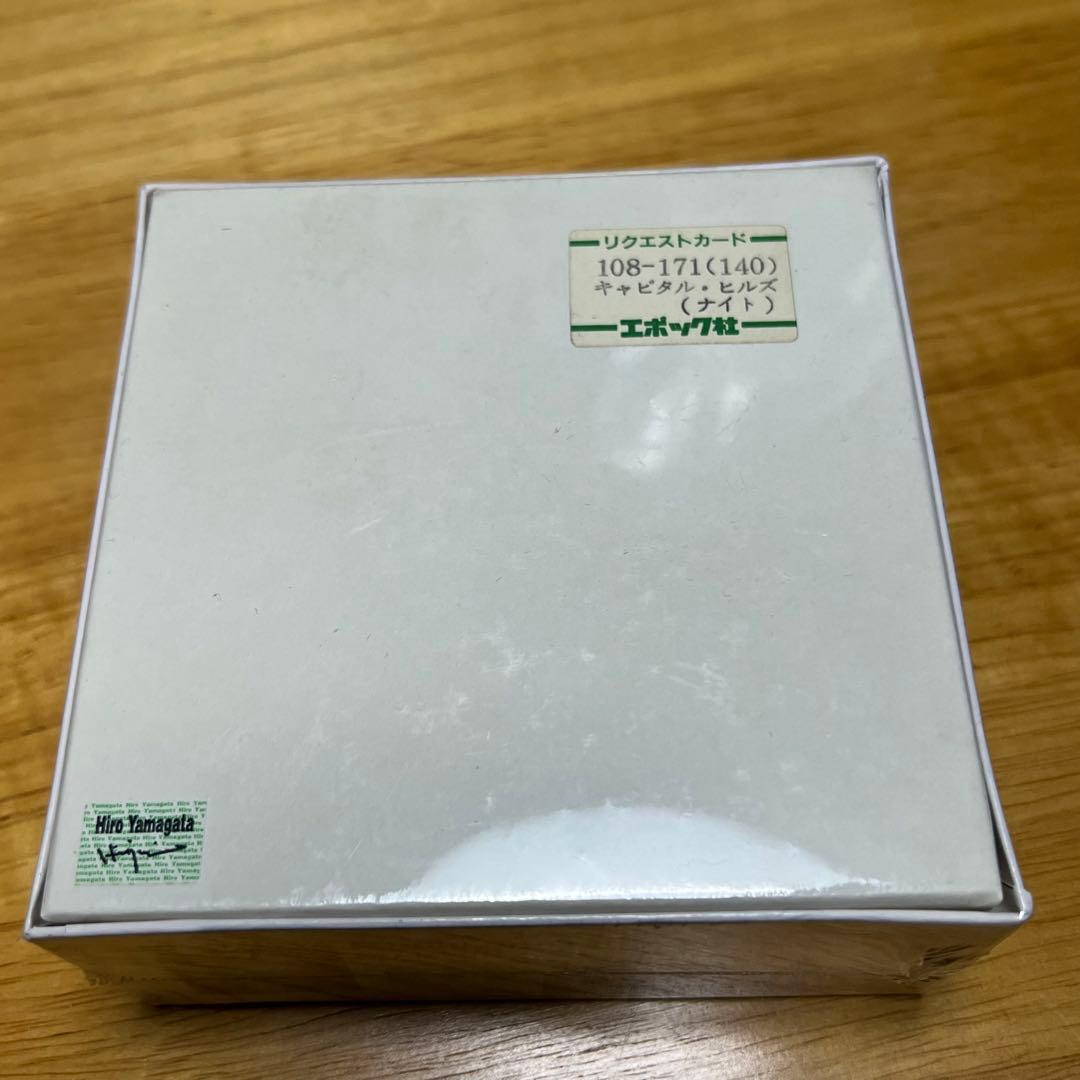 リクエストカード
108-171(140)
キャピタル・ヒルズ
(ナイト)
エポック社
Hiro Yamagata